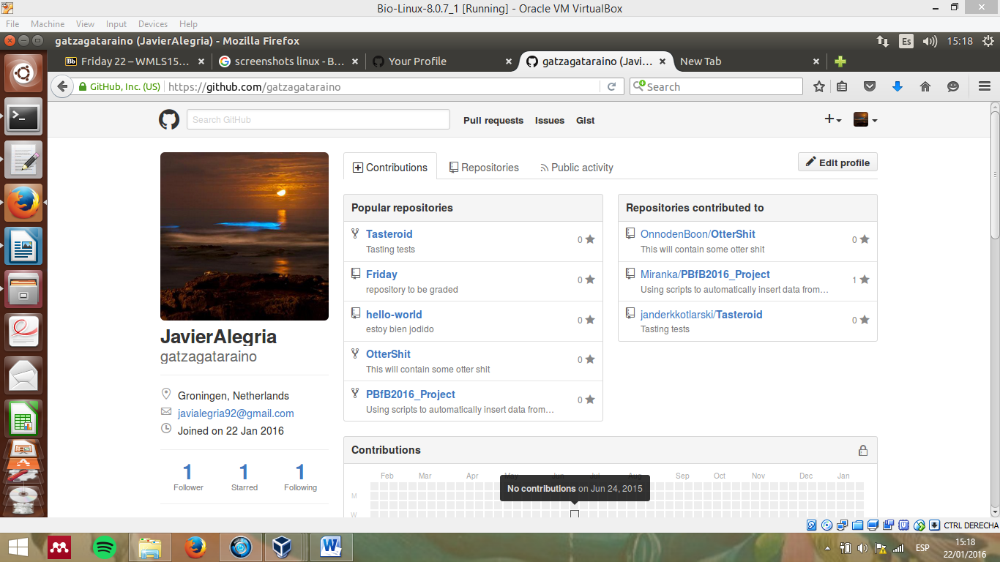 Bio-Linux-8.0.7_1 [Running] - Oracle VM VirtualBox
File Machine View Input Devices Help
gatzagataraino (JavierAlegria) - Mozilla Firefox
Es 15:18
Bb Friday 22 – WMLS15…
screenshots linux - B…
Your Profile
gatzagataraino (Javi…
New Tab
GitHub, Inc. (US) https://github.com/gatzagataraino
Search
Search GitHub
Pull requests Issues Gist
Contributions Repositories Public activity
Edit profile
JavierAlegria
gatzagataraino
Groningen, Netherlands
javialegria92@gmail.com
Joined on 22 Jan 2016
1 1 1
Follower Starred Following
Popular repositories
Tasteroid 0
Tasting tests
Friday 0
repository to be graded
hello-world 0
estoy bien jodido
OtterShit 0
This will contain some otter shit
PBfB2016_Project 0
Using scripts to automatically insert data from…
Repositories contributed to
OnnodenBoon/OtterShit 0
This will contain some otter shit
Miranka/PBfB2016_Project 1
Using scripts to automatically insert data from…
janderkkotlarski/Tasteroid 0
Tasting tests
Contributions
Feb Mar Apr May Jun Jul Aug Sep Oct Nov Dec Jan
No contributions on Jun 24, 2015
M
W
CTRL DERECHA
ESP
15:18
22/01/2016